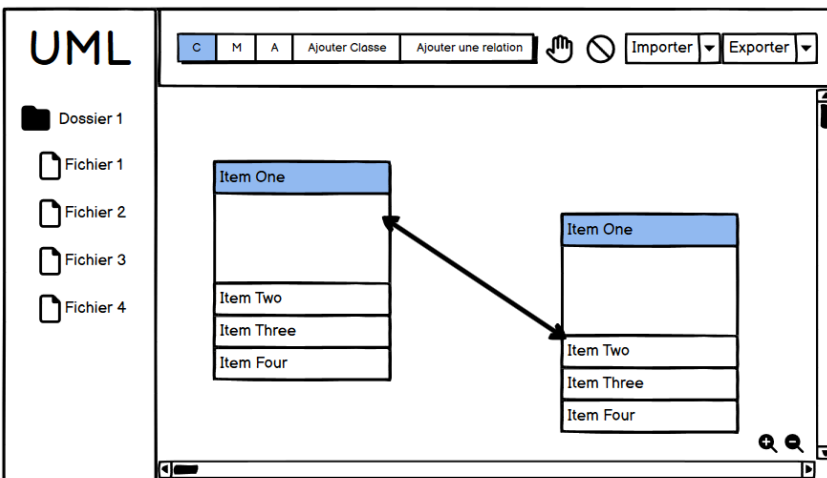 UML
C M A Ajouter Classe Ajouter une relation Importer Exporter
Dossier 1
Fichier 1
Fichier 2
Fichier 3
Fichier 4
Item One
Item Two
Item Three
Item Four
Item One
Item Two
Item Three
Item Four